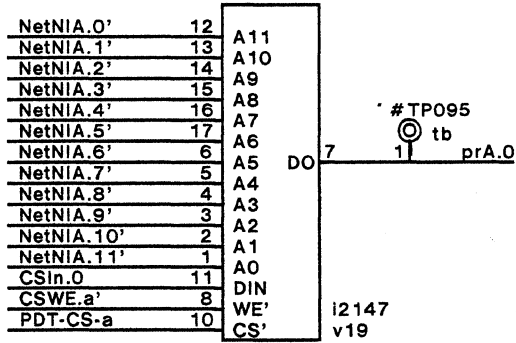 NetNIA.0' 12 A11
NetNIA.1' 13 A10
NetNIA.2' 14 A9
NetNIA.3' 15 A8
NetNIA.4' 16 A7
NetNIA.5' 17 A6
NetNIA.6' 6 A5 DO 7 1 prA.0
#TP095
tb
NetNIA.7' 5 A4
NetNIA.8' 4 A3
NetNIA.9' 3 A2
NetNIA.10' 2 A1
NetNIA.11' 1 A0
CSIn.0 11 DIN
CSWE.a' 8 WE' i2147
PDT-CS-a 10 CS' v19